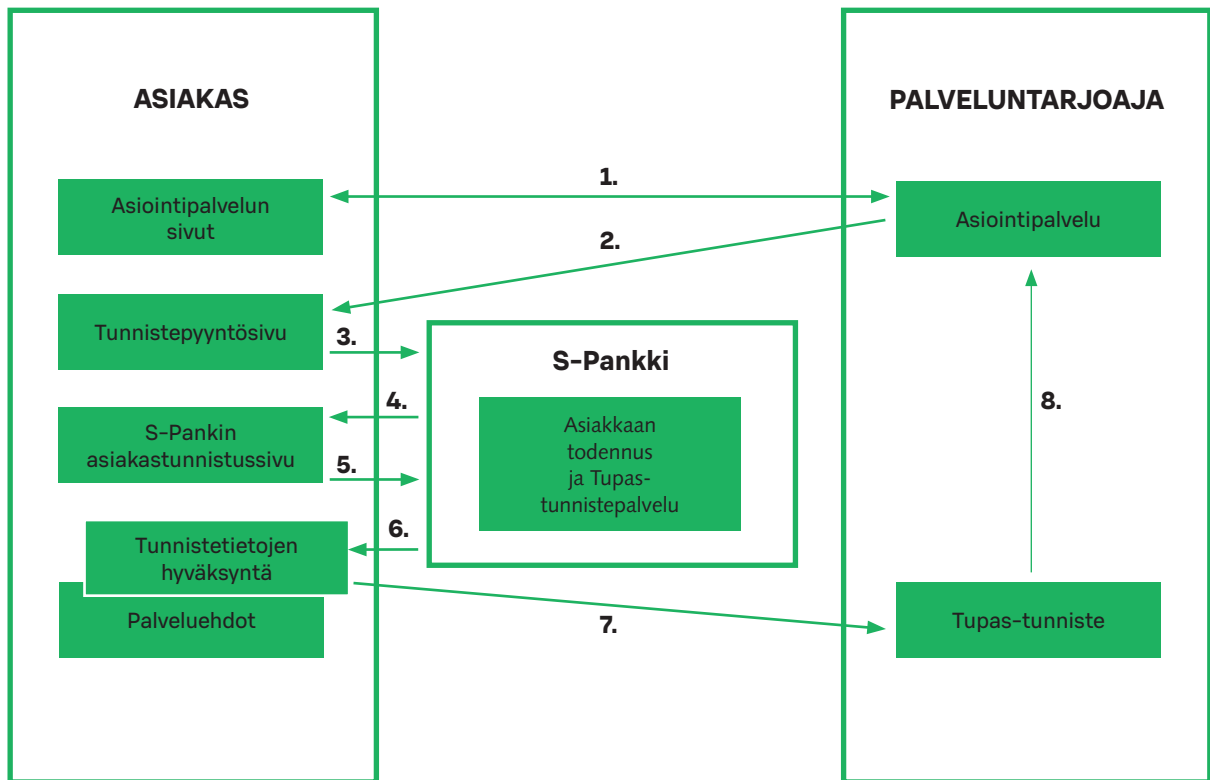 ASIAKAS
PALVELUNTARJOAJA
1.
Asiointipalvelun
sivut
Asiointipalvelu
2.
Tunnistepyyntösivu
3.
S-Pankki
4.
8.
S-Pankin
asiakastunnistussivu
Asiakkaan
todennus
ja Tupas-
tunnistepalvelu
5.
6.
Tunnistetietojen
hyväksyntä
Palveluehdot
7.
Tupas-tunniste